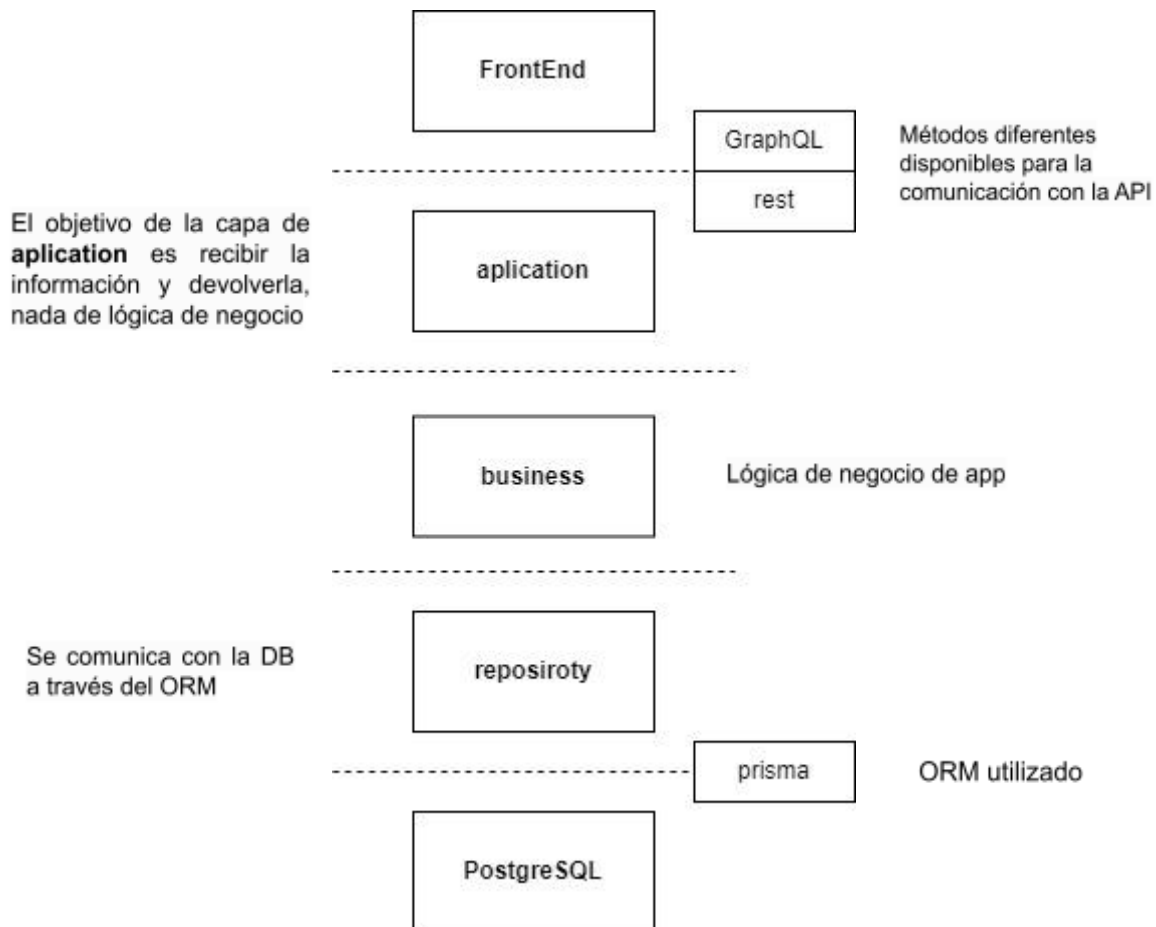 FrontEnd
GraphQL
rest
Métodos diferentes
disponibles para la
comunicación con la API
El objetivo de la capa de
aplication es recibir la
información y devolverla,
nada de lógica de negocio
aplication
business
Lógica de negocio de app
Se comunica con la DB
a través del ORM
reposiroty
prisma
ORM utilizado
PostgreSQL